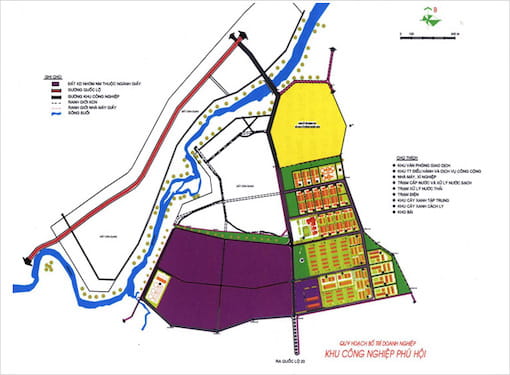 B
GHI CHÚ:
ĐẤT XD NHÓM NM THUỘC NGÀNH GIẤY
ĐƯỜNG QUỐC LỘ
ĐƯỜNG KHU CÔNG NGHIỆP
RANH GIỚI KCN
RANH GIỚI NHÀ MÁY GIẤY
SÔNG SUỐI
CHÚ THÍCH:
KHU VĂN PHÒNG GIAO DỊCH
KHU TT ĐIỀU HÀNH VÀ DỊCH VỤ CÔNG CỘNG
NHÀ MÁY, XÍ NGHIỆP
TRẠM CẤP NƯỚC VÀ XỬ LÝ NƯỚC SẠCH
TRẠM XỬ LÝ NƯỚC THẢI
TRẠM ĐIỆN
KHU CÂY XANH TẬP TRUNG
KHU CÂY XANH CÁCH LY
KHO BÃI
QUY HOẠCH BỐ TRÍ DOANH NGHIỆP
KHU CÔNG NGHIỆP PHÚ HỘI
RA QUỐC LỘ 20